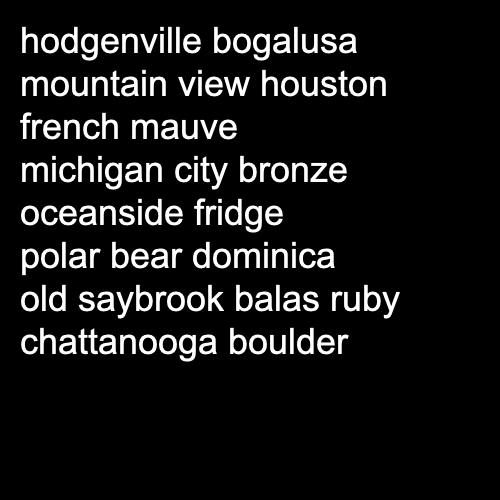 hodgenville bogalusa
mountain view houston
french mauve
michigan city bronze
oceanside fridge
polar bear dominica
old saybrook balas ruby
chattanooga boulder